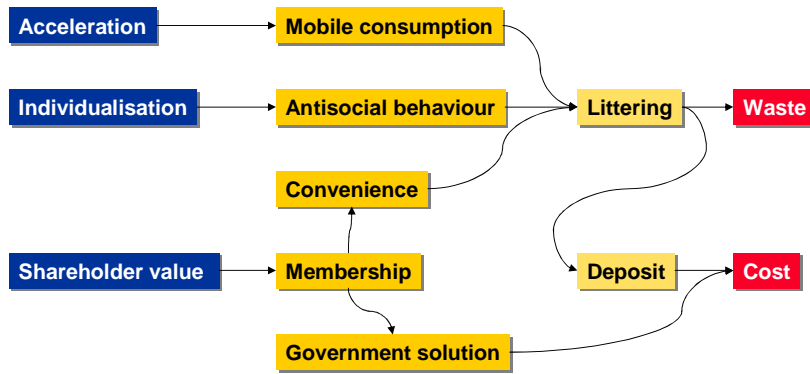 Acceleration
Mobile consumption
Individualisation
Antisocial behaviour
Littering
Waste
Convenience
Shareholder value
Membership
Deposit
Cost
Government solution